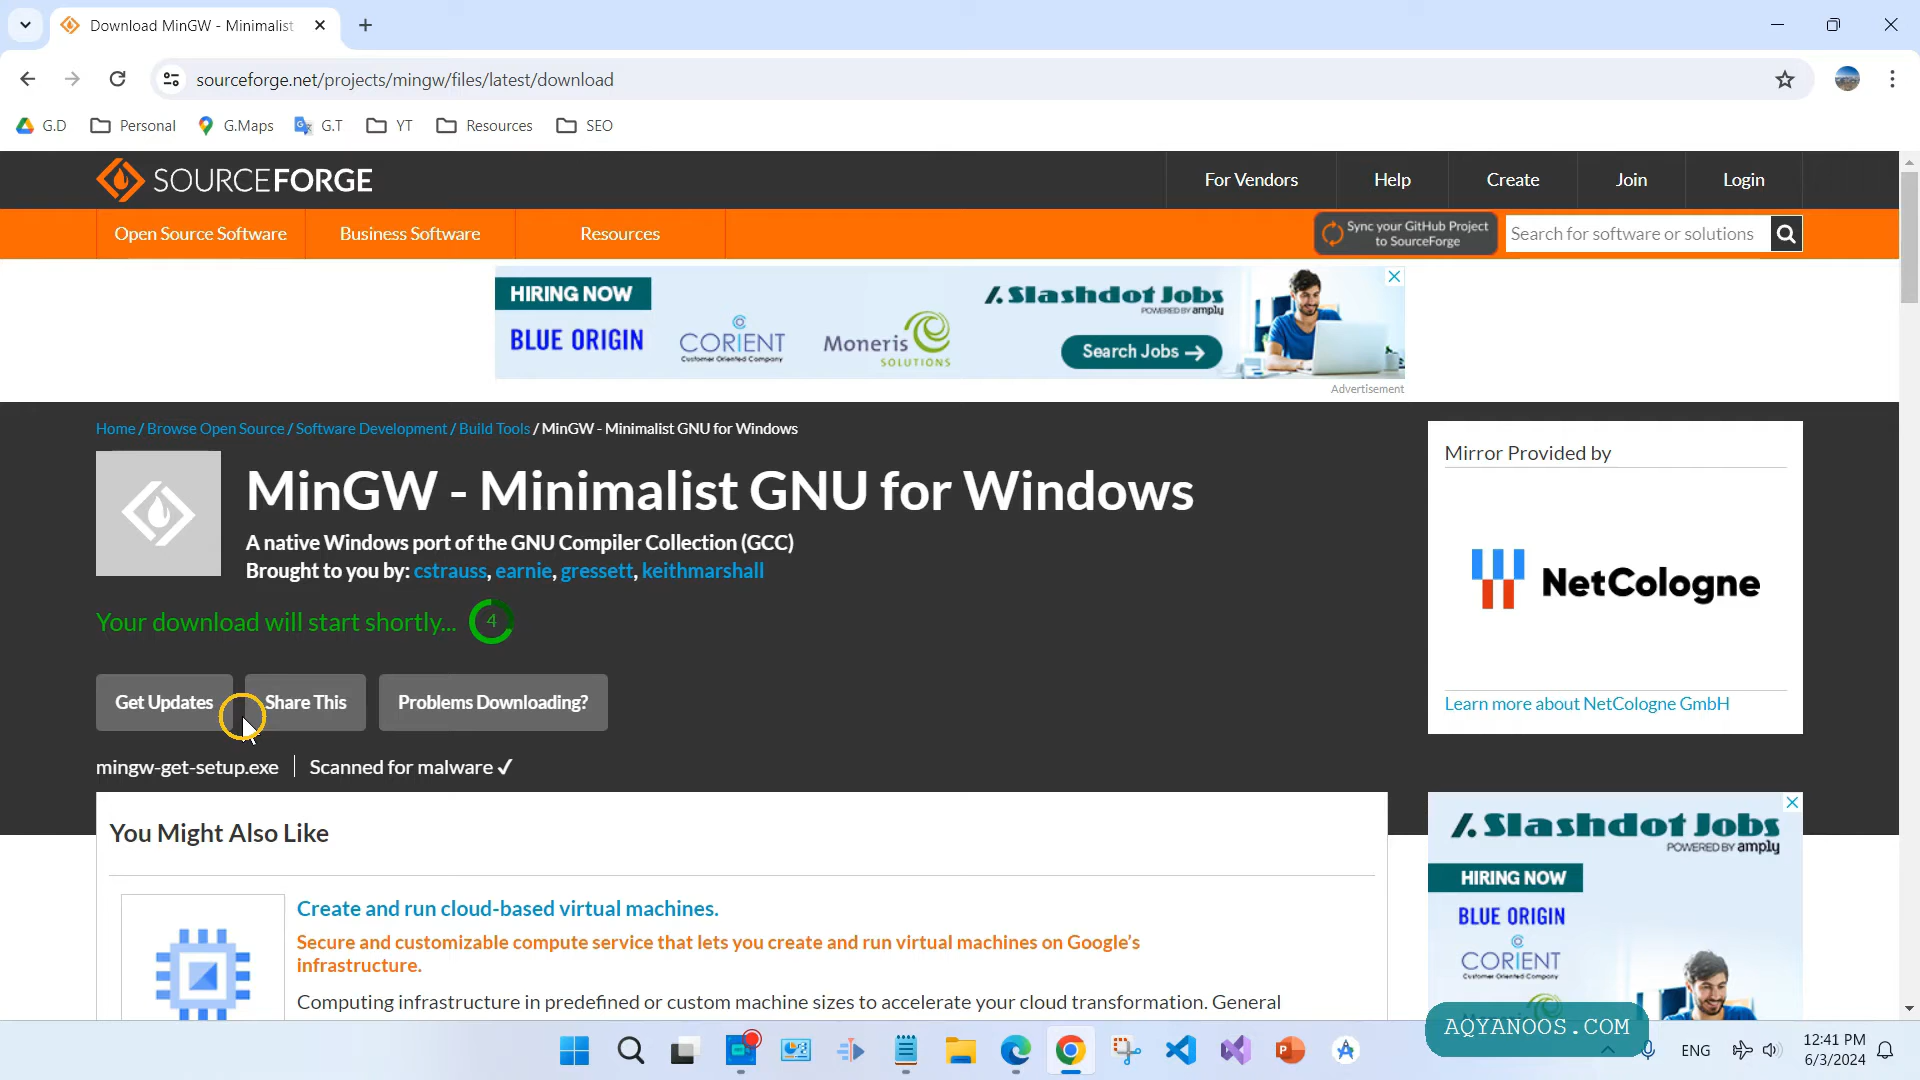 Download MinGW - Minimalist
sourceforge.net/projects/mingw/files/latest/download
G.D
Personal
G.Maps
G.T
YT
Resources
SEO
SOURCEFORGE
For Vendors
Help
Create
Join
Login
Open Source Software
Business Software
Resources
Sync your GitHub Project
to SourceForge
Search for software or solutions
HIRING NOW
BLUE ORIGIN
CORIENT
Customer Oriented Company
Moneris
SOLUTIONS
Slashdot Jobs
POWERED BY amply
Search Jobs →
Advertisement
Home / Browse Open Source / Software Development / Build Tools / MinGW - Minimalist GNU for Windows
MinGW - Minimalist GNU for Windows
A native Windows port of the GNU Compiler Collection (GCC)
Brought to you by: cstrauss, earnie, gressett, keithmarshall
Your download will start shortly... 4
Get Updates
Share This
Problems Downloading?
mingw-get-setup.exe
Scanned for malware ✓
Mirror Provided by
NetCologne
Learn more about NetCologne GmbH
You Might Also Like
Create and run cloud-based virtual machines.
Secure and customizable compute service that lets you create and run virtual machines on Google's
infrastructure.
Computing infrastructure in predefined or custom machine sizes to accelerate your cloud transformation. General
Slashdot Jobs
POWERED BY amply
HIRING NOW
BLUE ORIGIN
CORIENT
Customer Oriented Company
AQYANOOS.COM
ENG
12:41 PM
6/3/2024